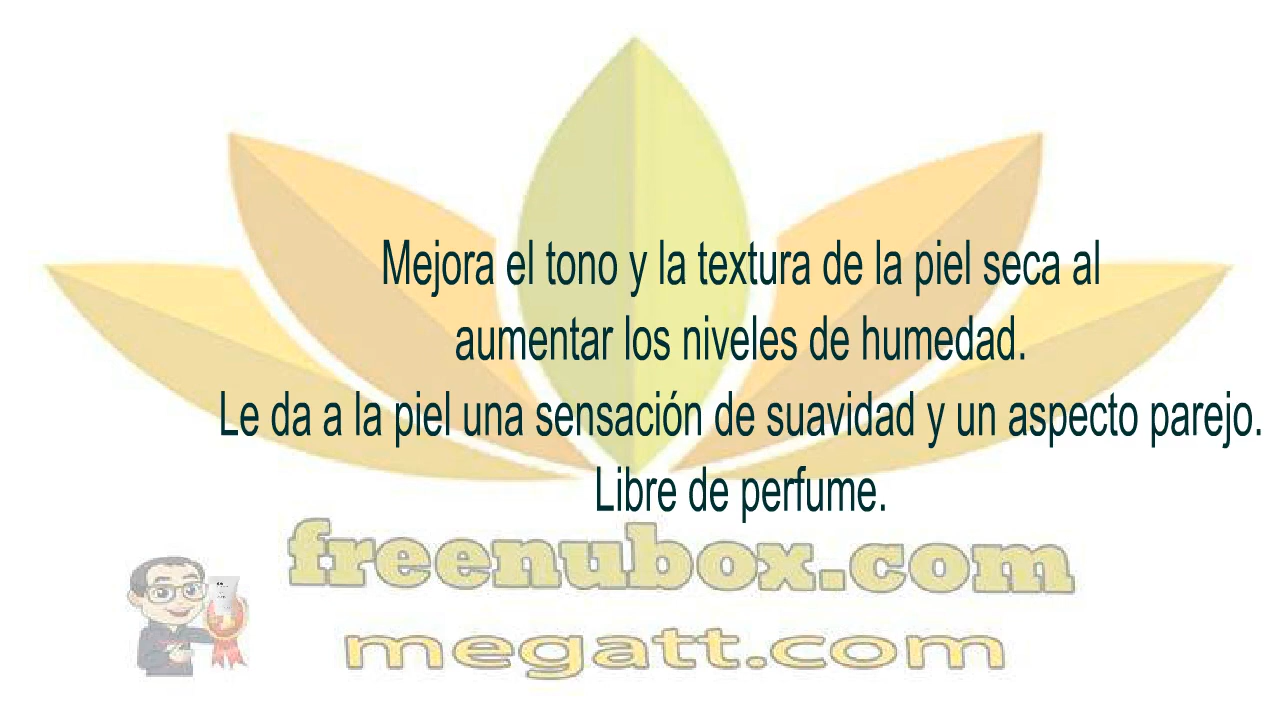 Mejora el tono y la textura de la piel seca al
aumentar los niveles de humedad.
Le da a la piel una sensación de suavidad y un aspecto parejo.
Libre de perfume.
freenubox.com
megatt.com